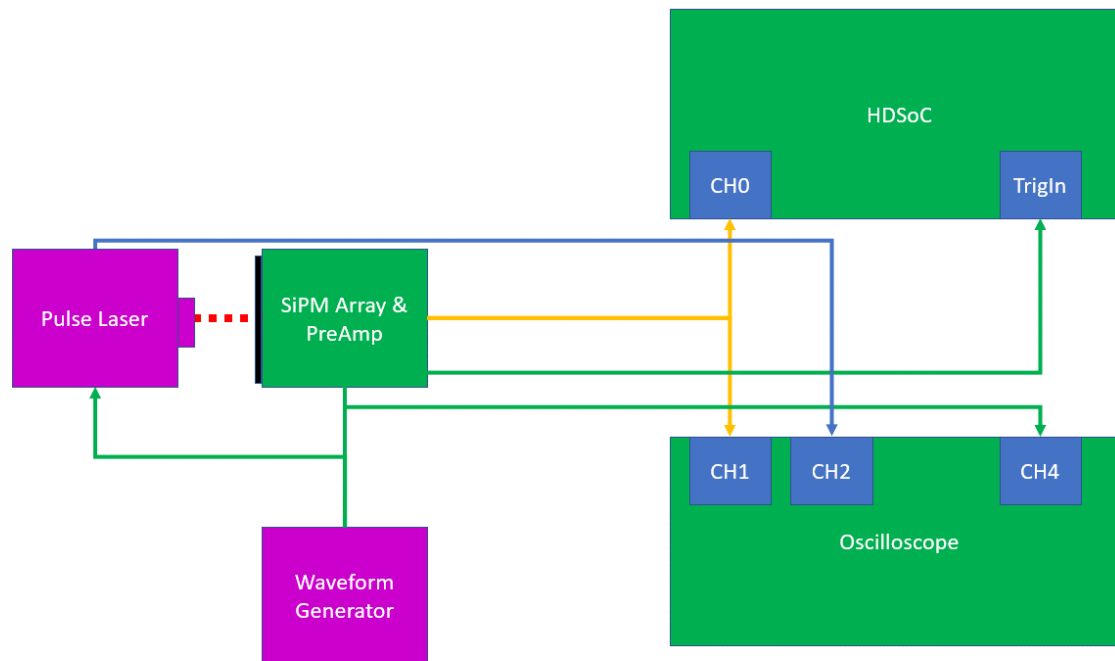 HDSoC
CH0
TrigIn
Pulse Laser
SiPM Array &
PreAmp
CH1
CH2
CH4
Oscilloscope
Waveform
Generator